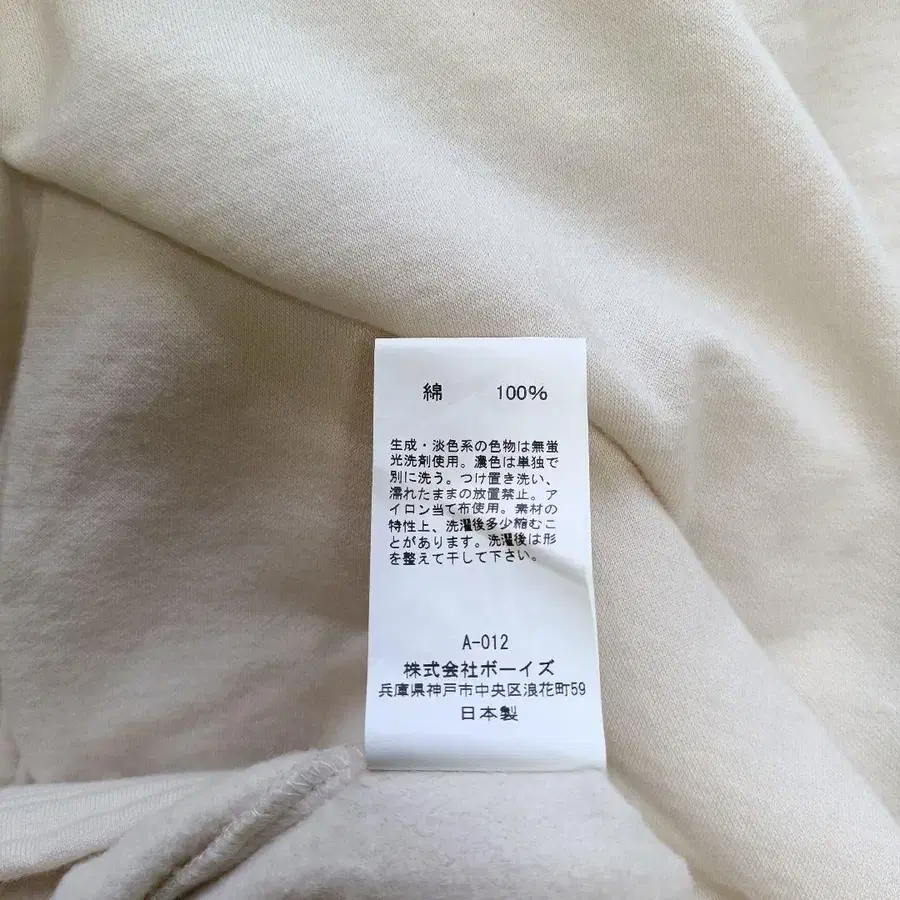 綿 100%
生成・淡色系の色物は無蛍
光洗剤使用。濃色は単独で
別に洗う。つけ置き洗い、
濡れたままの放置禁止。ア
イロン当て布使用。素材の
特性上、洗濯後多少縮むこ
とがあります。洗濯後は形
を整えて干して下さい。
A-012
株式会社ボーイズ
兵庫県神戸市中央区浪花町59
日本製